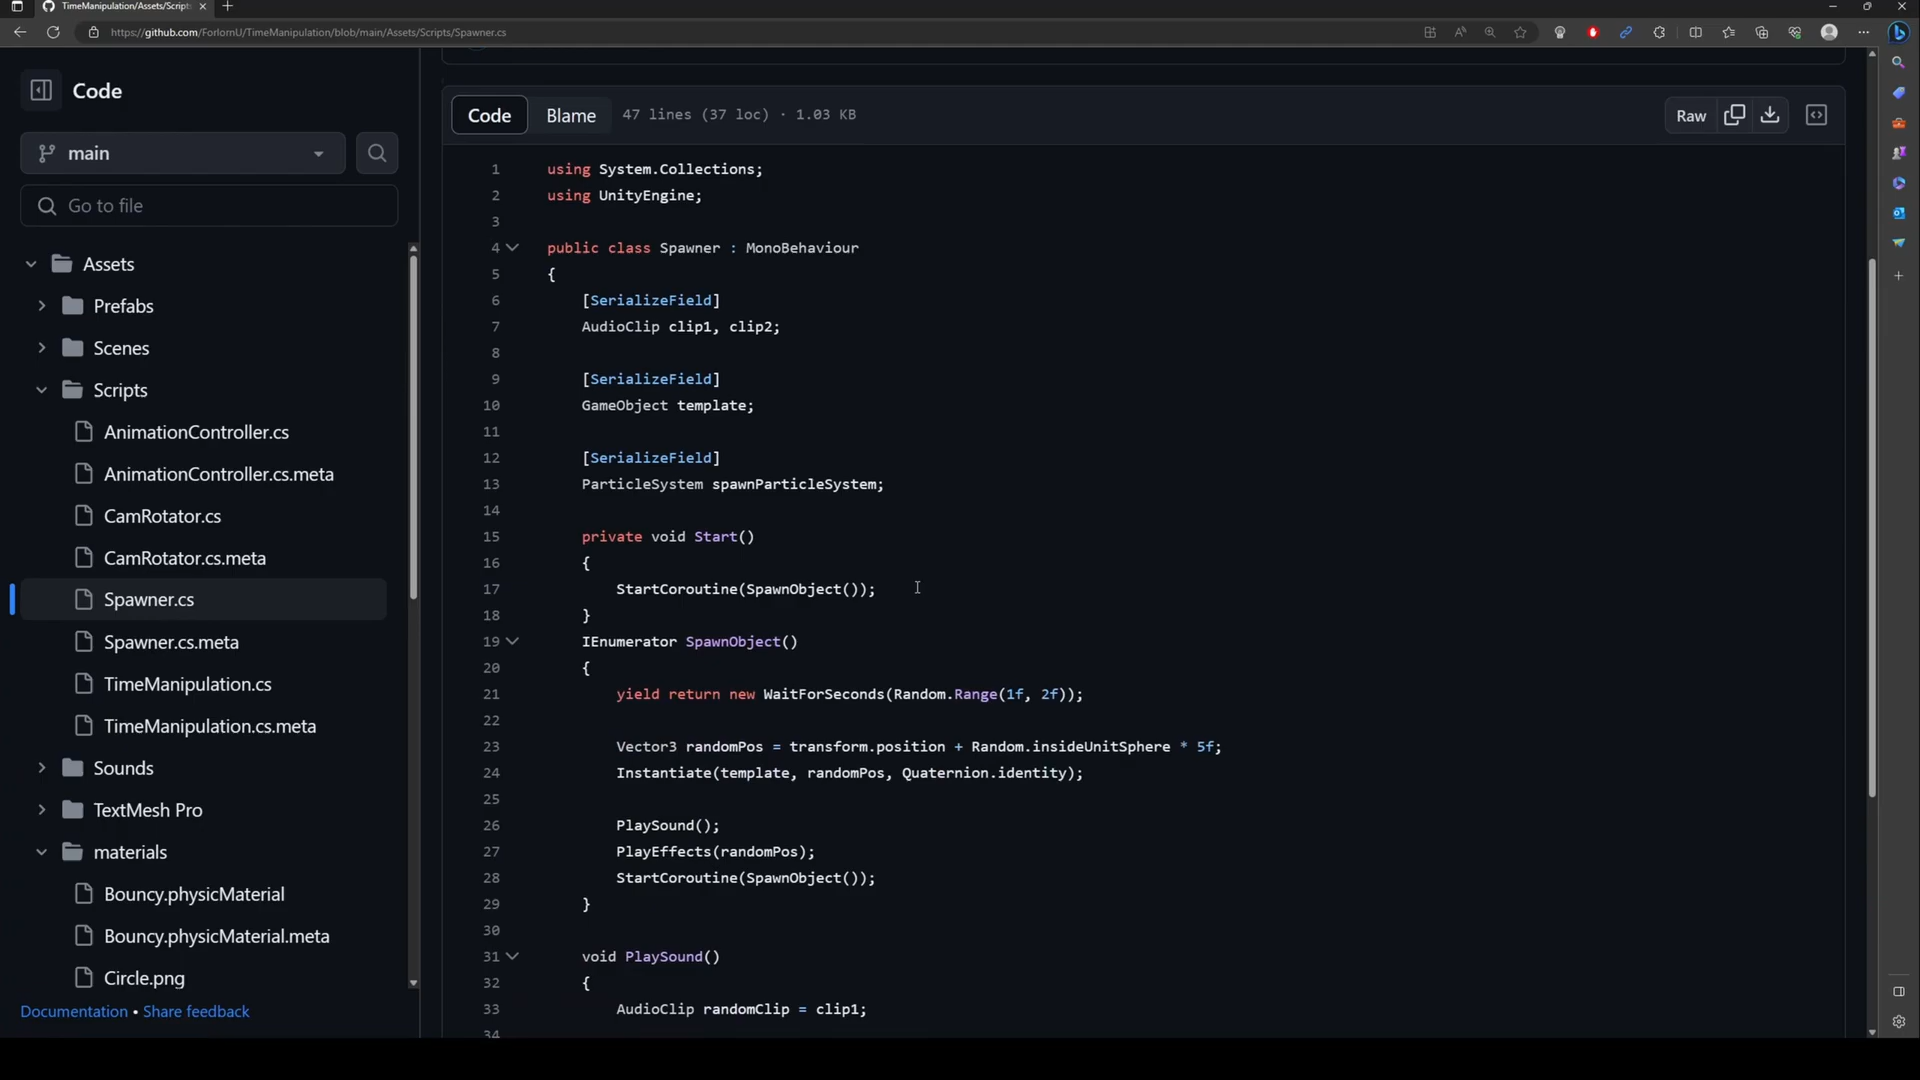 TimeManipulation/Assets/Scripts
https://github.com/ForlornU/TimeManipulation/blob/main/Assets/Scripts/Spawner.cs
Code
main
Go to file
Assets
Prefabs
Scenes
Scripts
AnimationController.cs
AnimationController.cs.meta
CamRotator.cs
CamRotator.cs.meta
Spawner.cs
Spawner.cs.meta
TimeManipulation.cs
TimeManipulation.cs.meta
Sounds
TextMesh Pro
materials
Bouncy.physicMaterial
Bouncy.physicMaterial.meta
Circle.png
Documentation • Share feedback
Code Blame 47 lines (37 loc) · 1.03 KB Raw
1 using System.Collections;
2 using UnityEngine;
3
4 public class Spawner : MonoBehaviour
5 {
6 [SerializeField]
7 AudioClip clip1, clip2;
8
9 [SerializeField]
10 GameObject template;
11
12 [SerializeField]
13 ParticleSystem spawnParticleSystem;
14
15 private void Start()
16 {
17 StartCoroutine(SpawnObject());
18 }
19 IEnumerator SpawnObject()
20 {
21 yield return new WaitForSeconds(Random.Range(1f, 2f));
22
23 Vector3 randomPos = transform.position + Random.insideUnitSphere * 5f;
24 Instantiate(template, randomPos, Quaternion.identity);
25
26 PlaySound();
27 PlayEffects(randomPos);
28 StartCoroutine(SpawnObject());
29 }
30
31 void PlaySound()
32 {
33 AudioClip randomClip = clip1;
34